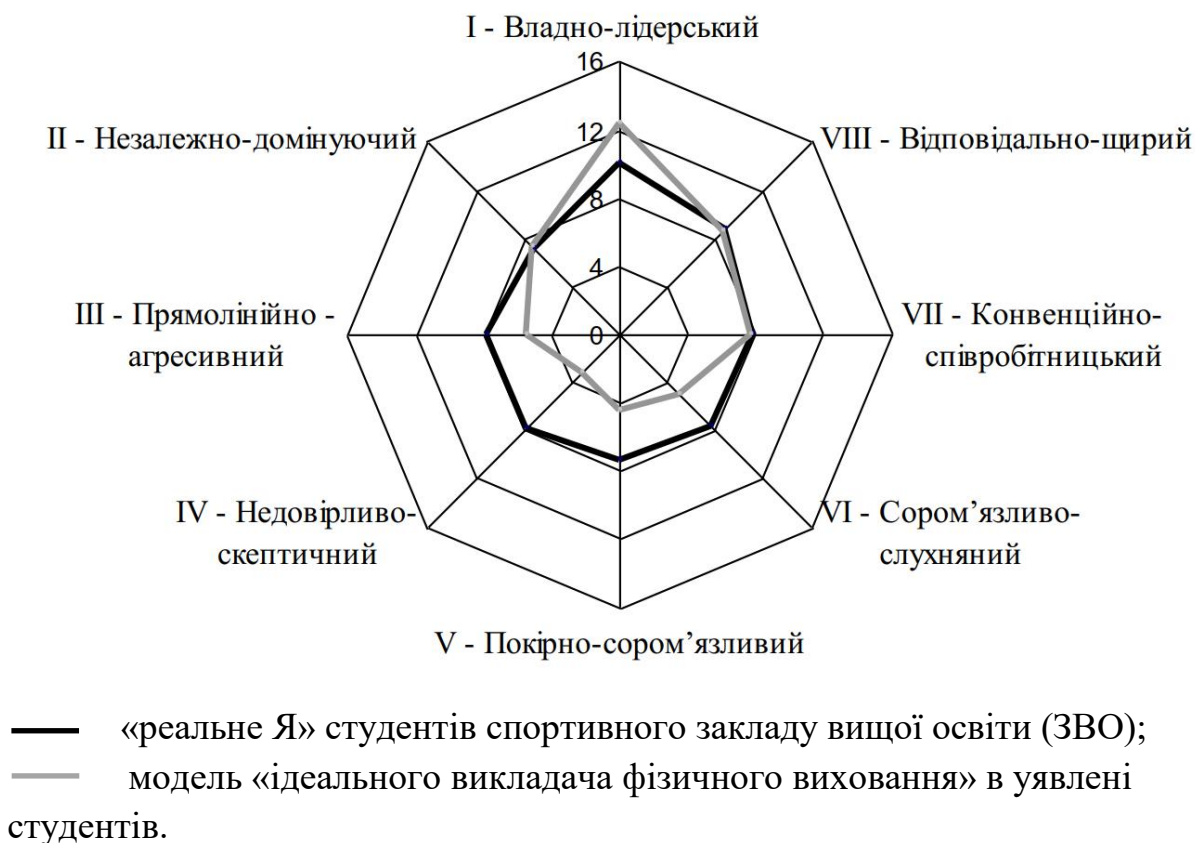 I - Владно-лідерський
16
II - Незалежно-домінуючий
12
VIII - Відповідально-щирий
8
4
III - Прямолінійно -
агресивний
0
VII - Конвенційно-
співробітницький
IV - Недовірливо-
скептичний
VI - Сором’язливо-
слухняний
V - Покірно-сором’язливий
«реальне Я» студентів спортивного закладу вищої освіти (ЗВО);
модель «ідеального викладача фізичного виховання» в уявлені
студентів.